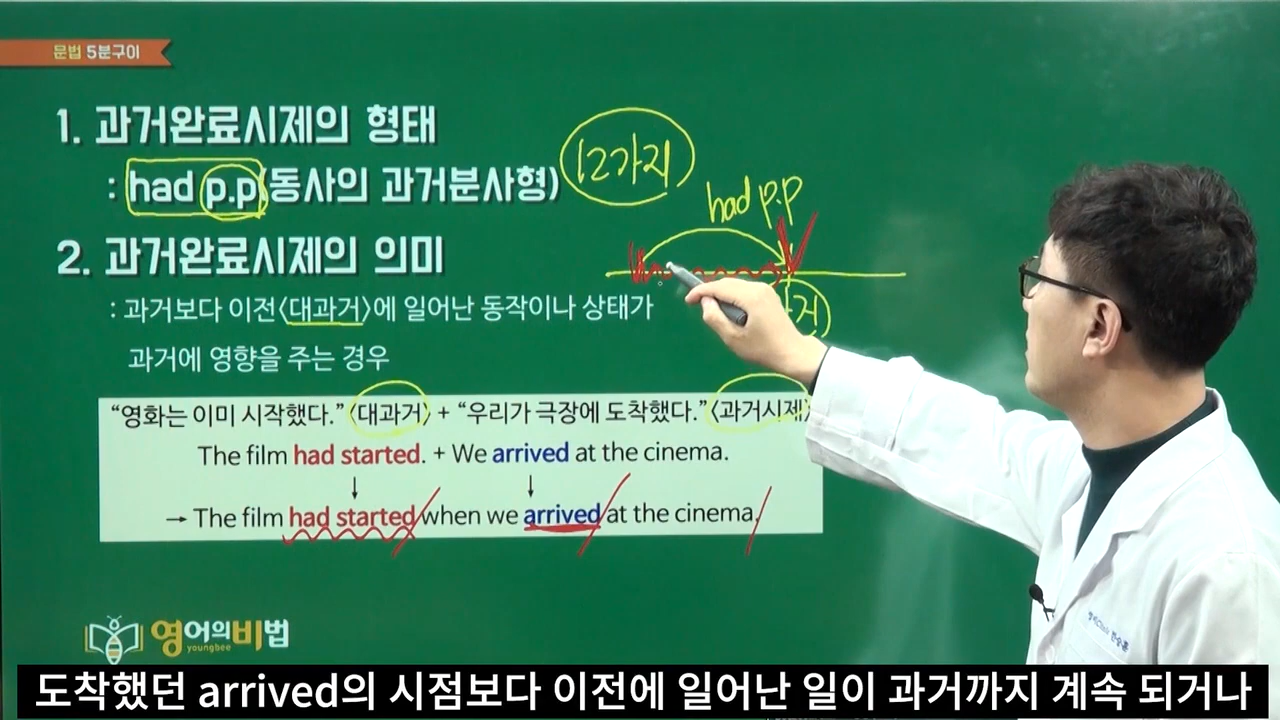 문법 5분구이
1. 과거완료시제의 형태
: had p.p(동사의 과거분사형)
12가지
had p.p
2. 과거완료시제의 의미
: 과거보다 이전<대과거>에 일어난 동작이나 상태가
과거에 영향을 주는 경우
“영화는 이미 시작했다.” <대과거> + “우리가 극장에 도착했다.” <과거시제>
The film had started. + We arrived at the cinema.
↓ ↓
→ The film had started when we arrived at the cinema.
영어의비법
youngbee
도착했던 arrived의 시점보다 이전에 일어난 일이 과거까지 계속 되거나